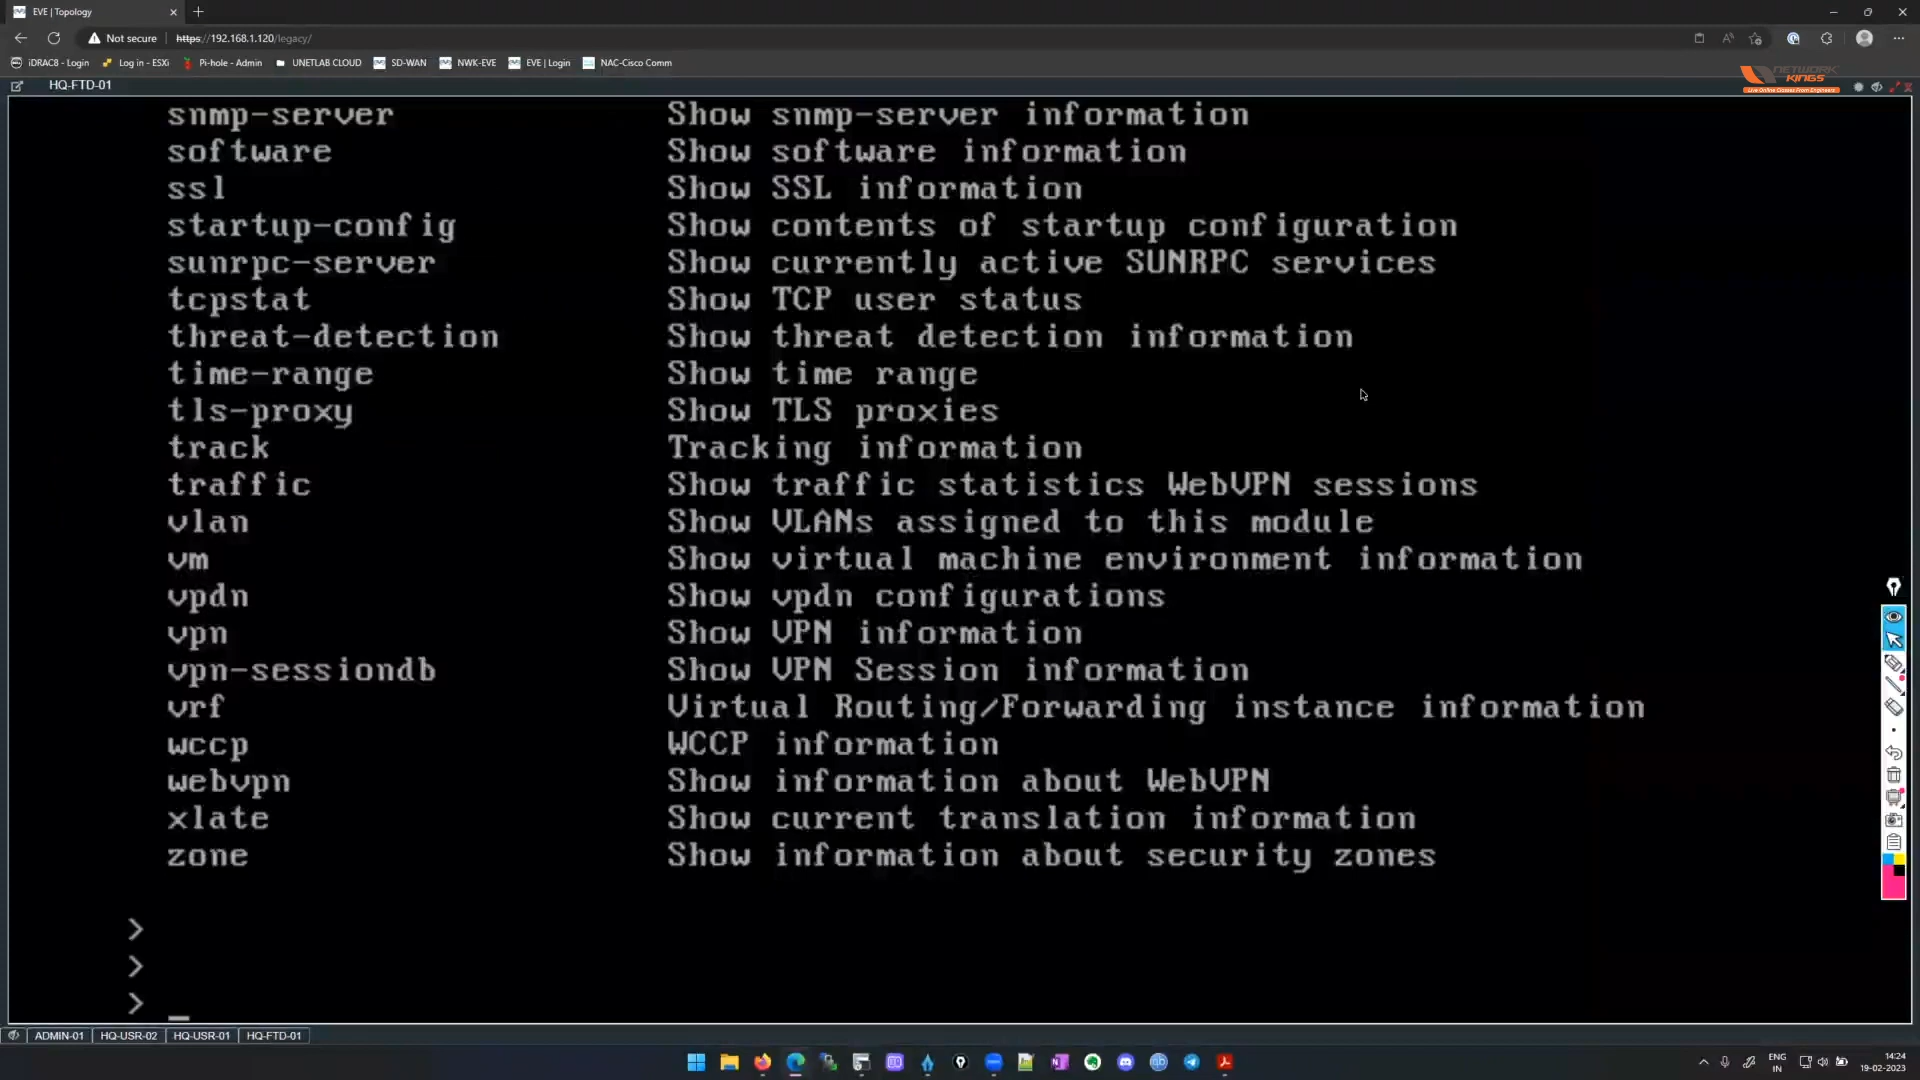 EVE | Topology
Not secure https://192.168.1.120/legacy/
iDRAC8 - Login Log in - ESXi Pi-hole - Admin UNETLAB CLOUD SD-WAN NWK-EVE EVE | Login NAC-Cisco Comm
NETWORK
KINGS
Live Online Classes From Engineers
HQ-FTD-01
snmp-server Show snmp-server information
software Show software information
ssl Show SSL information
startup-config Show contents of startup configuration
sunrpc-server Show currently active SUNRPC services
tcpstat Show TCP user status
threat-detection Show threat detection information
time-range Show time range
tls-proxy Show TLS proxies
track Tracking information
traffic Show traffic statistics WebVPN sessions
vlan Show VLANs assigned to this module
vm Show virtual machine environment information
vpdn Show vpdn configurations
vpn Show VPN information
vpn-sessiondb Show VPN Session information
vrf Virtual Routing/Forwarding instance information
wccp WCCP information
webvpn Show information about WebVPN
xlate Show current translation information
zone Show information about security zones
>
>
> _
ADMIN-01 HQ-USR-02 HQ-USR-01 HQ-FTD-01
ENG
IN
14:24
19-02-2023